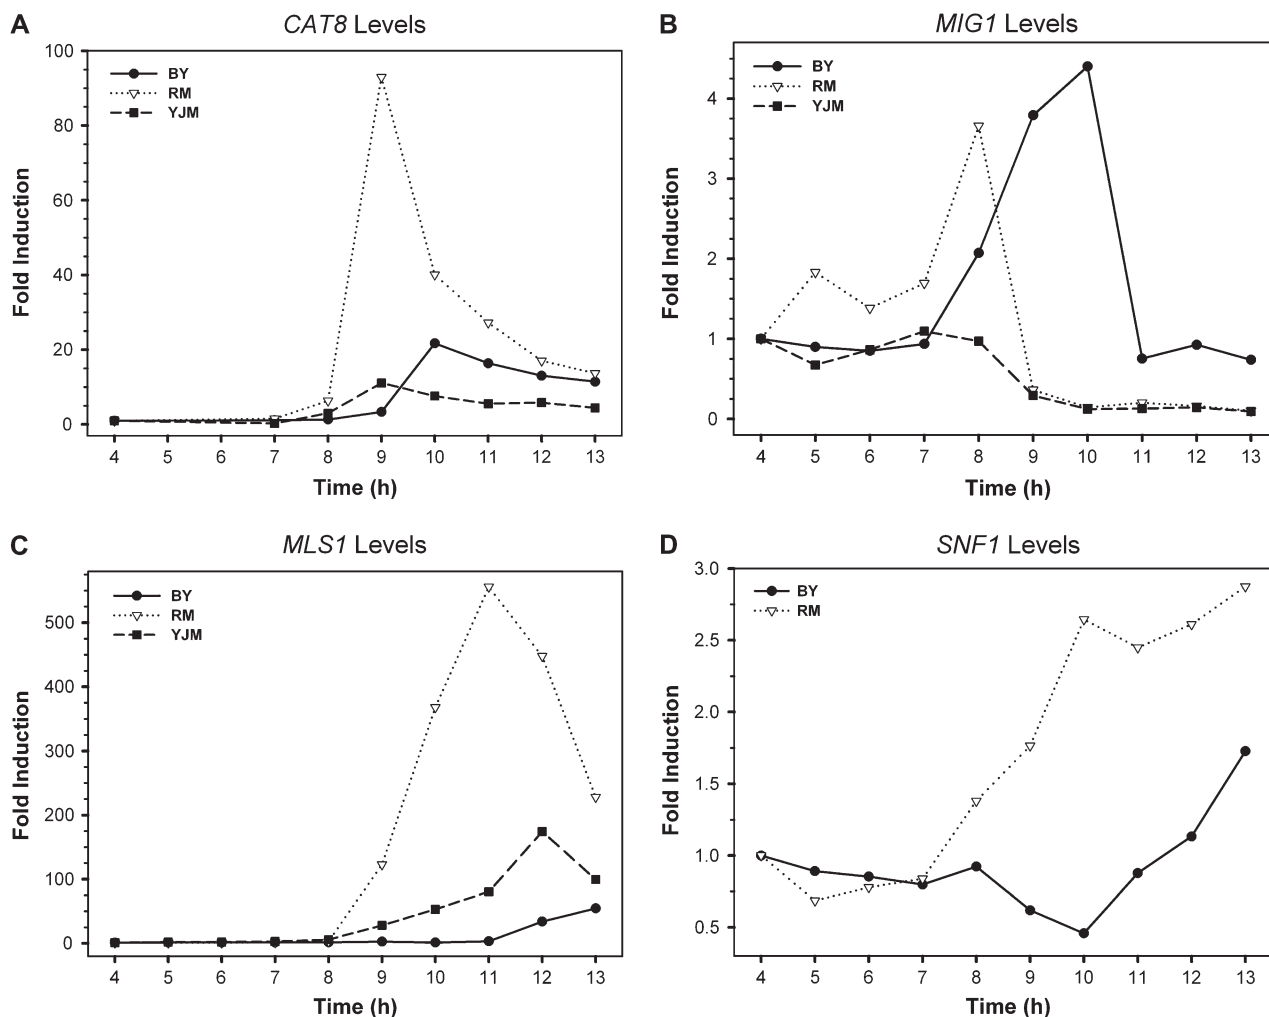 A
CAT8 Levels
100
80
60
40
20
0
Fold Induction
BY
RM
YJM
4 5 6 7 8 9 10 11 12 13
Time (h)
B
MIG1 Levels
4
3
2
1
0
Fold Induction
BY
RM
YJM
4 5 6 7 8 9 10 11 12 13
Time (h)
C
MLS1 Levels
500
400
300
200
100
0
Fold Induction
BY
RM
YJM
4 5 6 7 8 9 10 11 12 13
Time (h)
D
SNF1 Levels
3.0
2.5
2.0
1.5
1.0
0.5
Fold Induction
BY
RM
4 5 6 7 8 9 10 11 12 13
Time (h)